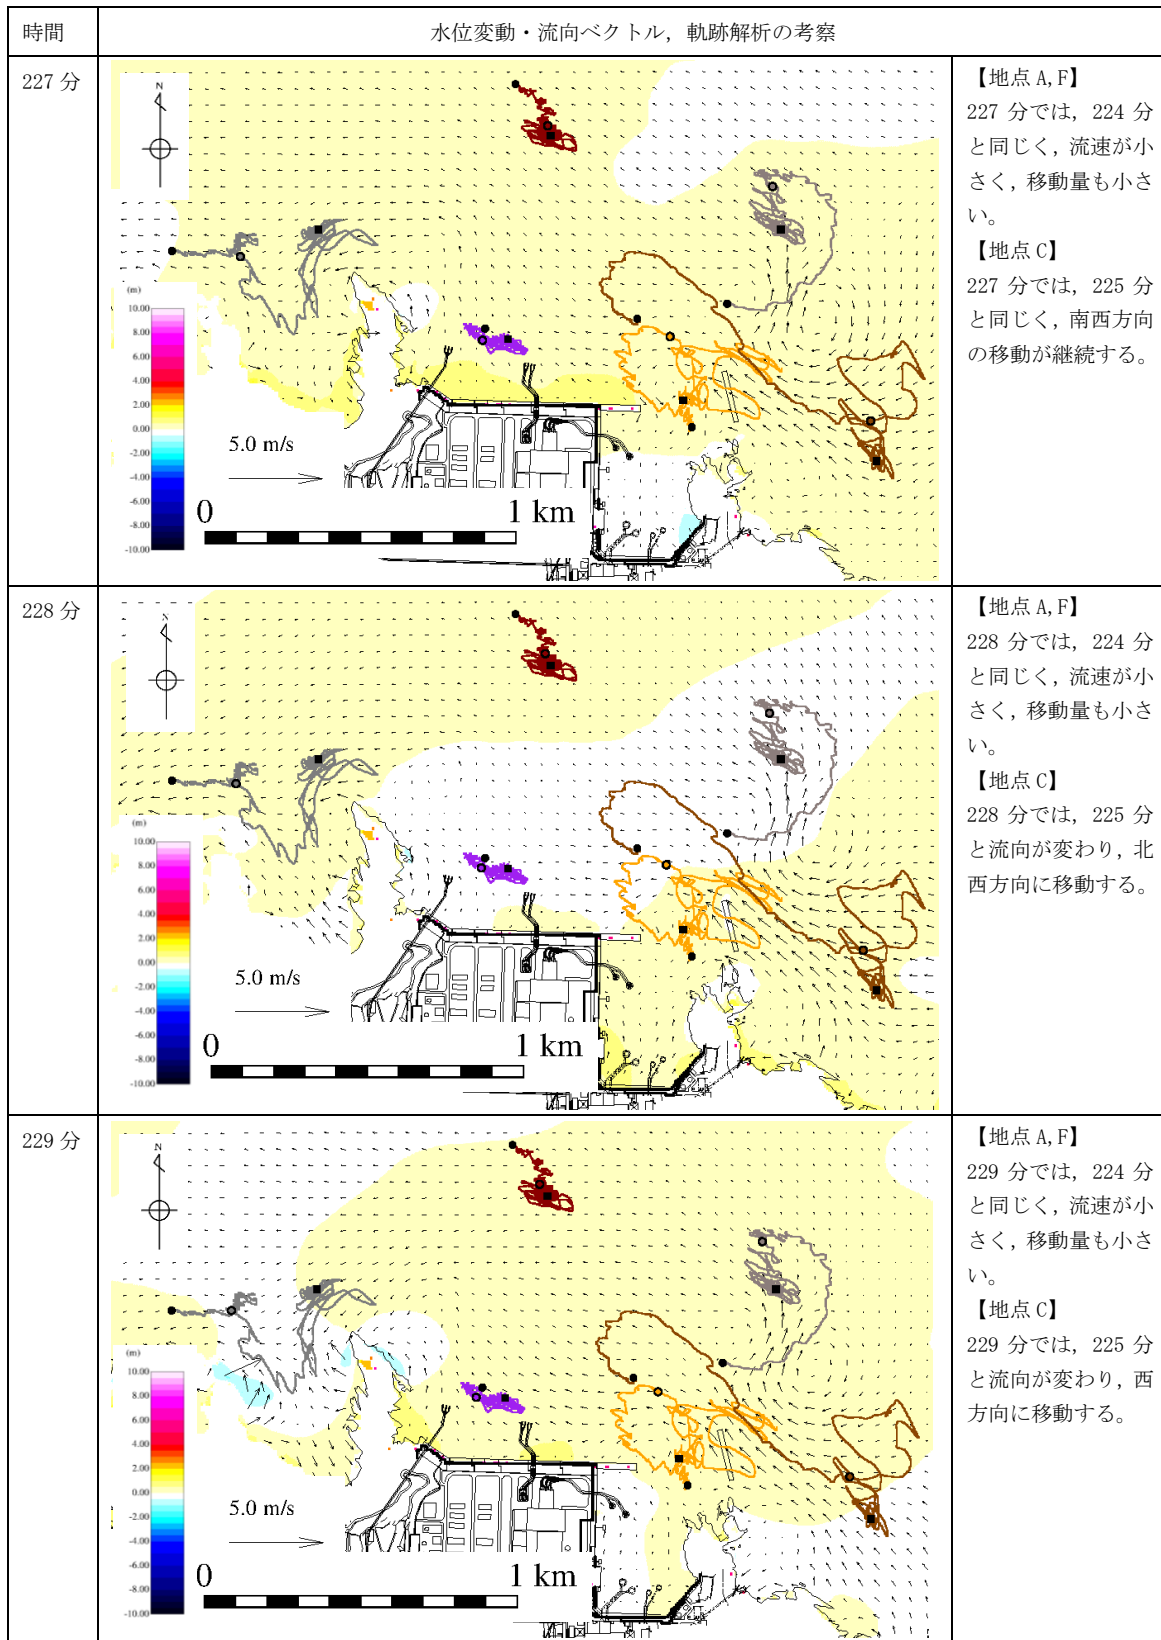 時間
水位変動・流向ベクトル，軌跡解析の考察
227 分
N
(m)
10.00
8.00
6.00
4.00
2.00
0.00
-2.00
-4.00
-6.00
-8.00
-10.00
5.0 m/s
0
1 km
【地点 A,F】
227 分では，224 分
と同じく，流速が小
さく，移動量も小さ
い。
【地点 C】
227 分では，225 分
と同じく，南西方向
の移動が継続する。
228 分
N
(m)
10.00
8.00
6.00
4.00
2.00
0.00
-2.00
-4.00
-6.00
-8.00
-10.00
5.0 m/s
0
1 km
【地点 A,F】
228 分では，224 分
と同じく，流速が小
さく，移動量も小さ
い。
【地点 C】
228 分では，225 分
と流向が変わり，北
西方向に移動する。
229 分
N
(m)
10.00
8.00
6.00
4.00
2.00
0.00
-2.00
-4.00
-6.00
-8.00
-10.00
5.0 m/s
0
1 km
【地点 A,F】
229 分では，224 分
と同じく，流速が小
さく，移動量も小さ
い。
【地点 C】
229 分では，225 分
と流向が変わり，西
方向に移動する。